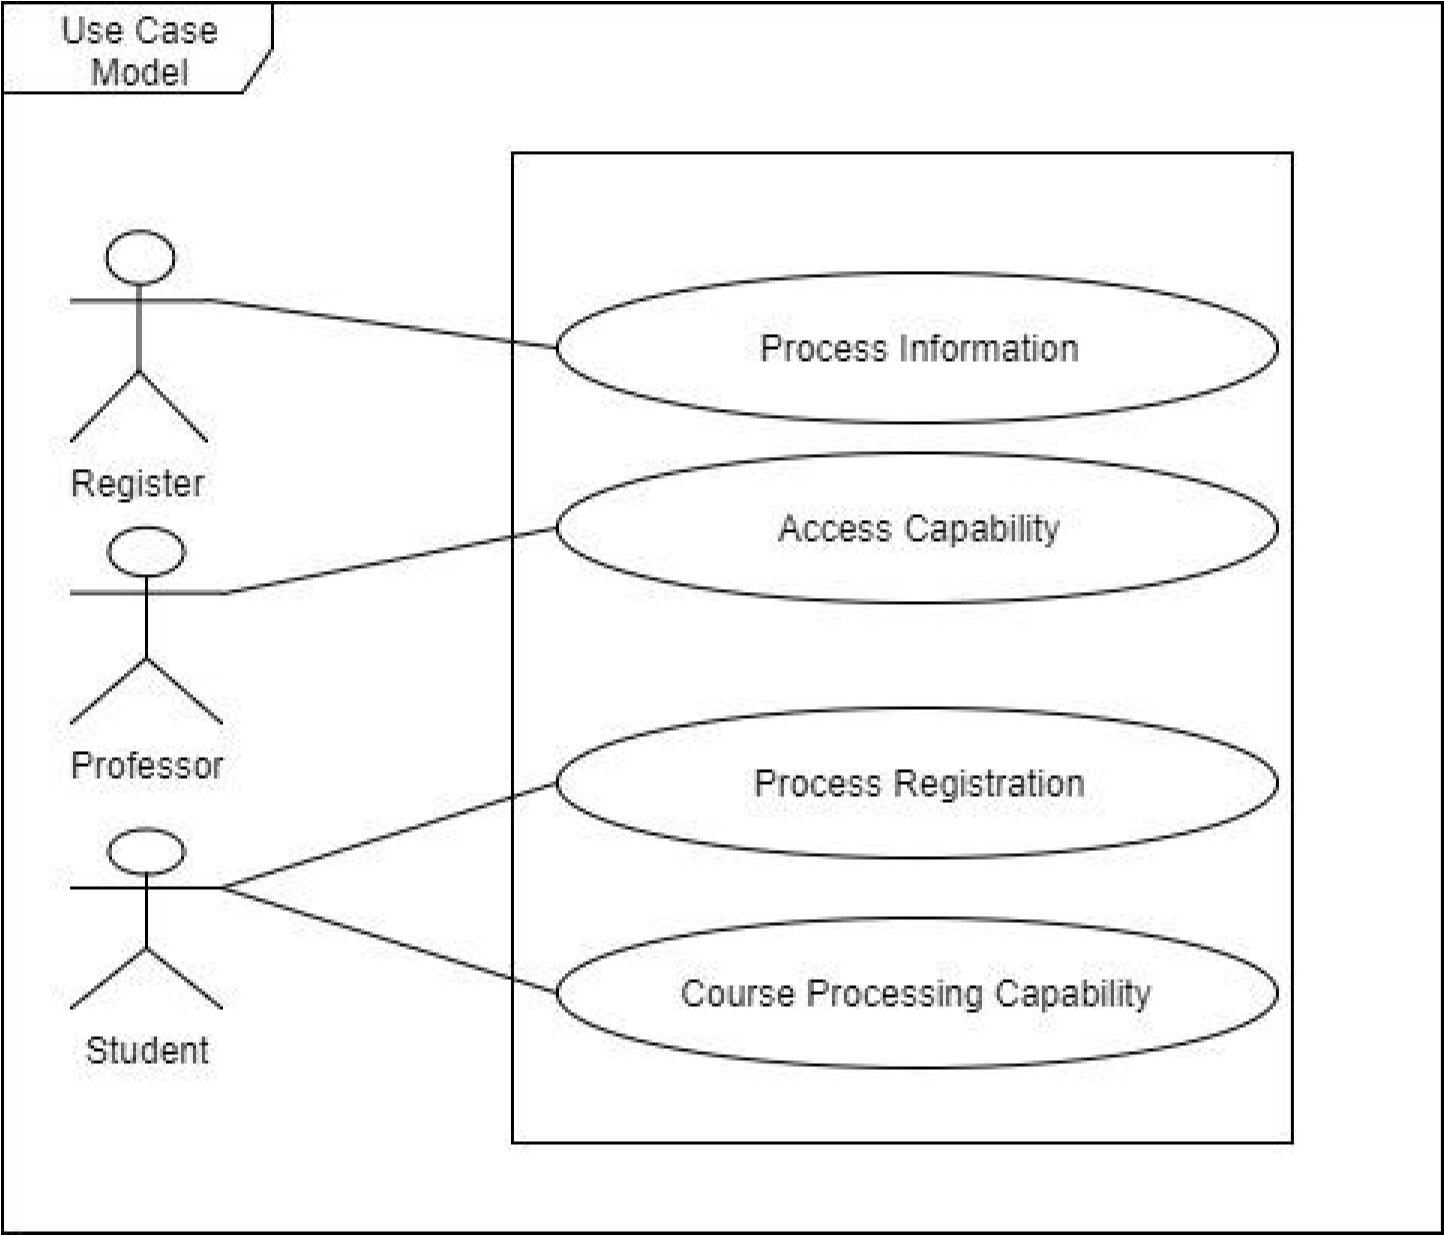 Use Case
Model
Process Information
Register
Access Capability
Professor
Process Registration
Student
Course Processing Capability